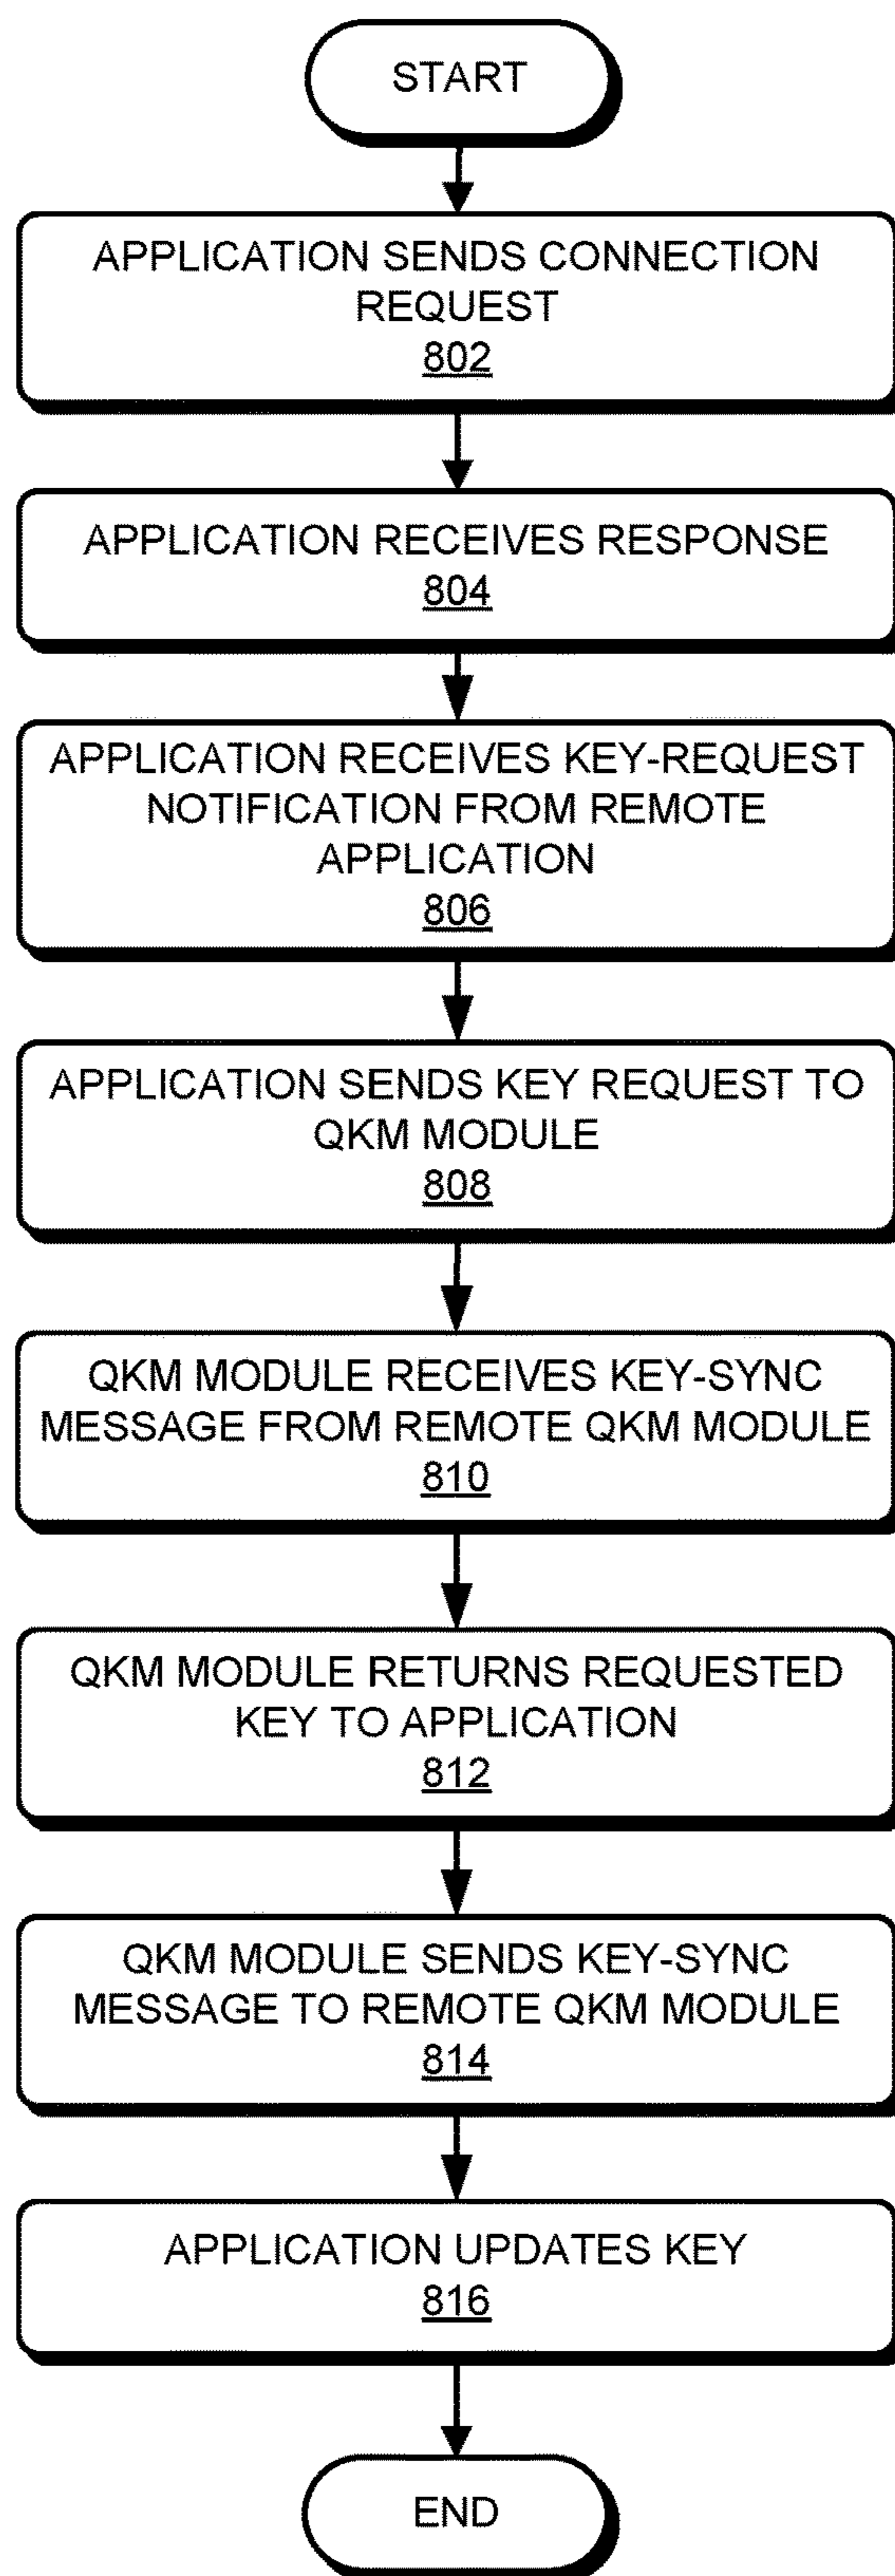 START
APPLICATION SENDS CONNECTION
REQUEST
802
APPLICATION RECEIVES RESPONSE
804
APPLICATION RECEIVES KEY-REQUEST
NOTIFICATION FROM REMOTE
APPLICATION
806
APPLICATION SENDS KEY REQUEST TO
QKM MODULE
808
QKM MODULE RECEIVES KEY-SYNC
MESSAGE FROM REMOTE QKM MODULE
810
QKM MODULE RETURNS REQUESTED
KEY TO APPLICATION
812
QKM MODULE SENDS KEY-SYNC
MESSAGE TO REMOTE QKM MODULE
814
APPLICATION UPDATES KEY
816
END